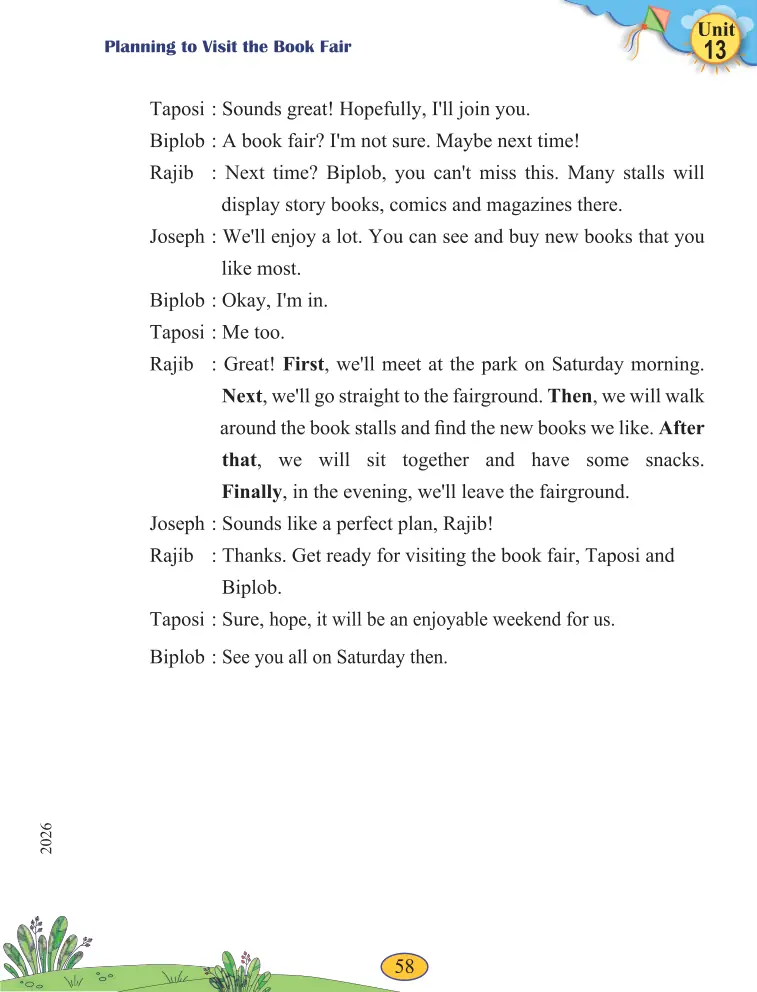 Planning to Visit the Book Fair
Unit
13
Taposi : Sounds great! Hopefully, I'll join you.
Biplob : A book fair? I'm not sure. Maybe next time!
Rajib : Next time? Biplob, you can't miss this. Many stalls will
display story books, comics and magazines there.
Joseph : We'll enjoy a lot. You can see and buy new books that you
like most.
Biplob : Okay, I'm in.
Taposi : Me too.
Rajib : Great! First, we'll meet at the park on Saturday morning.
Next, we'll go straight to the fairground. Then, we will walk
around the book stalls and find the new books we like. After
that, we will sit together and have some snacks.
Finally, in the evening, we'll leave the fairground.
Joseph : Sounds like a perfect plan, Rajib!
Rajib : Thanks. Get ready for visiting the book fair, Taposi and
Biplob.
Taposi : Sure, hope, it will be an enjoyable weekend for us.
Biplob : See you all on Saturday then.
2026
58